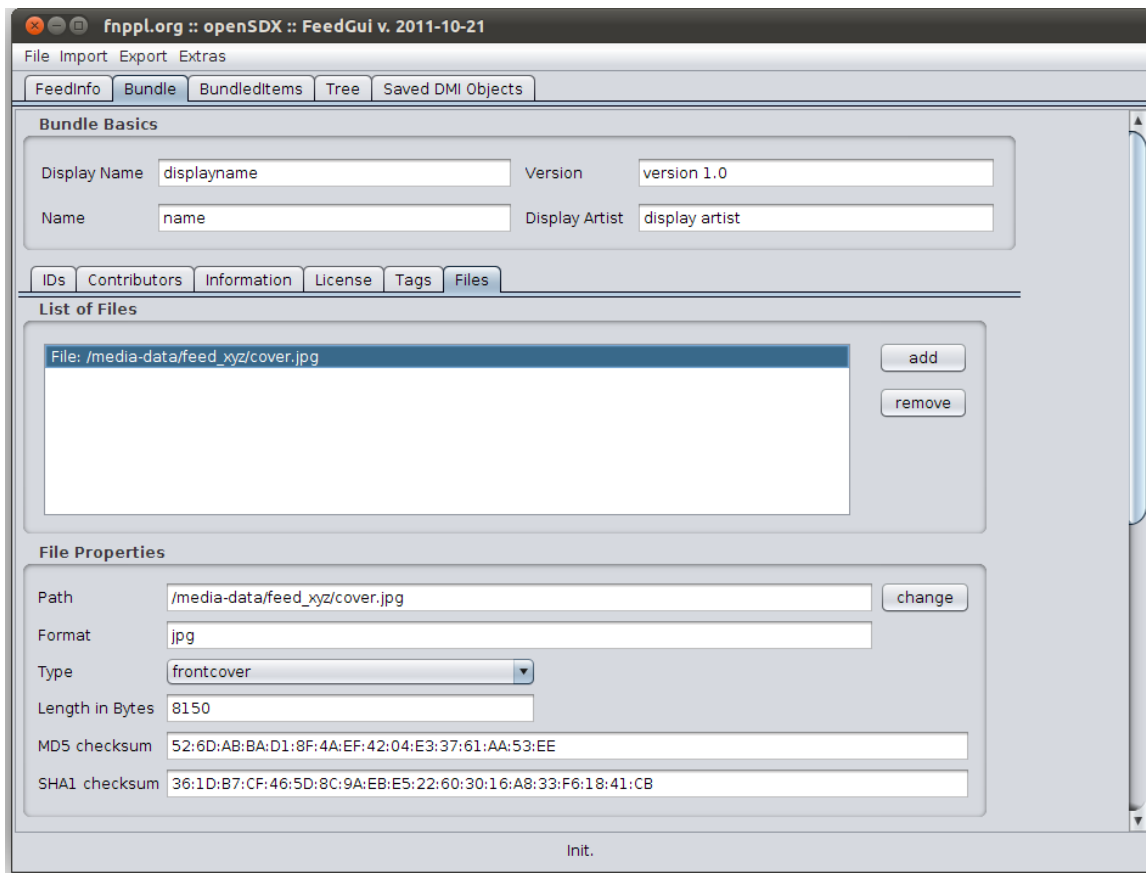 fnppl.org :: openSDX :: FeedGui v. 2011-10-21
File Import Export Extras
FeedInfo Bundle BundledItems Tree Saved DMI Objects
Bundle Basics
Display Name displayname Version version 1.0
Name name Display Artist display artist
IDs Contributors Information License Tags Files
List of Files
File: /media-data/feed_xyz/cover.jpg add
remove
File Properties
Path /media-data/feed_xyz/cover.jpg change
Format jpg
Type frontcover
Length in Bytes 8150
MD5 checksum 52:6D:AB:BA:D1:8F:4A:EF:42:04:E3:37:61:AA:53:EE
SHA1 checksum 36:1D:B7:CF:46:5D:8C:9A:EB:E5:22:60:30:16:A8:33:F6:18:41:CB
Init.